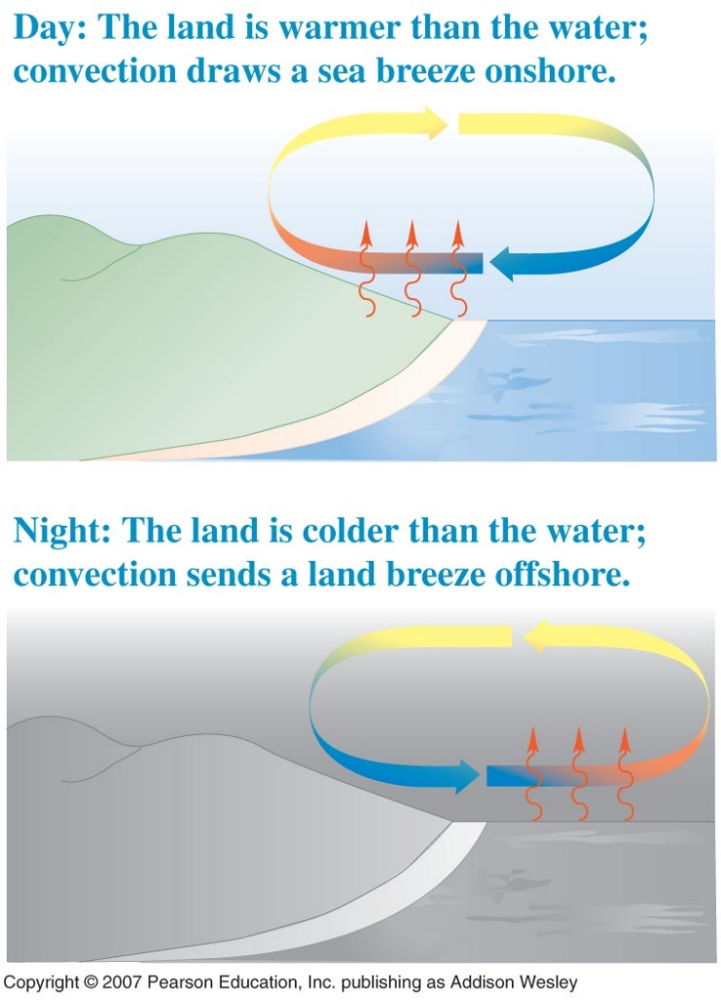 Day: The land is warmer than the water;
convection draws a sea breeze onshore.
Night: The land is colder than the water;
convection sends a land breeze offshore.
Copyright © 2007 Pearson Education, Inc. publishing as Addison Wesley